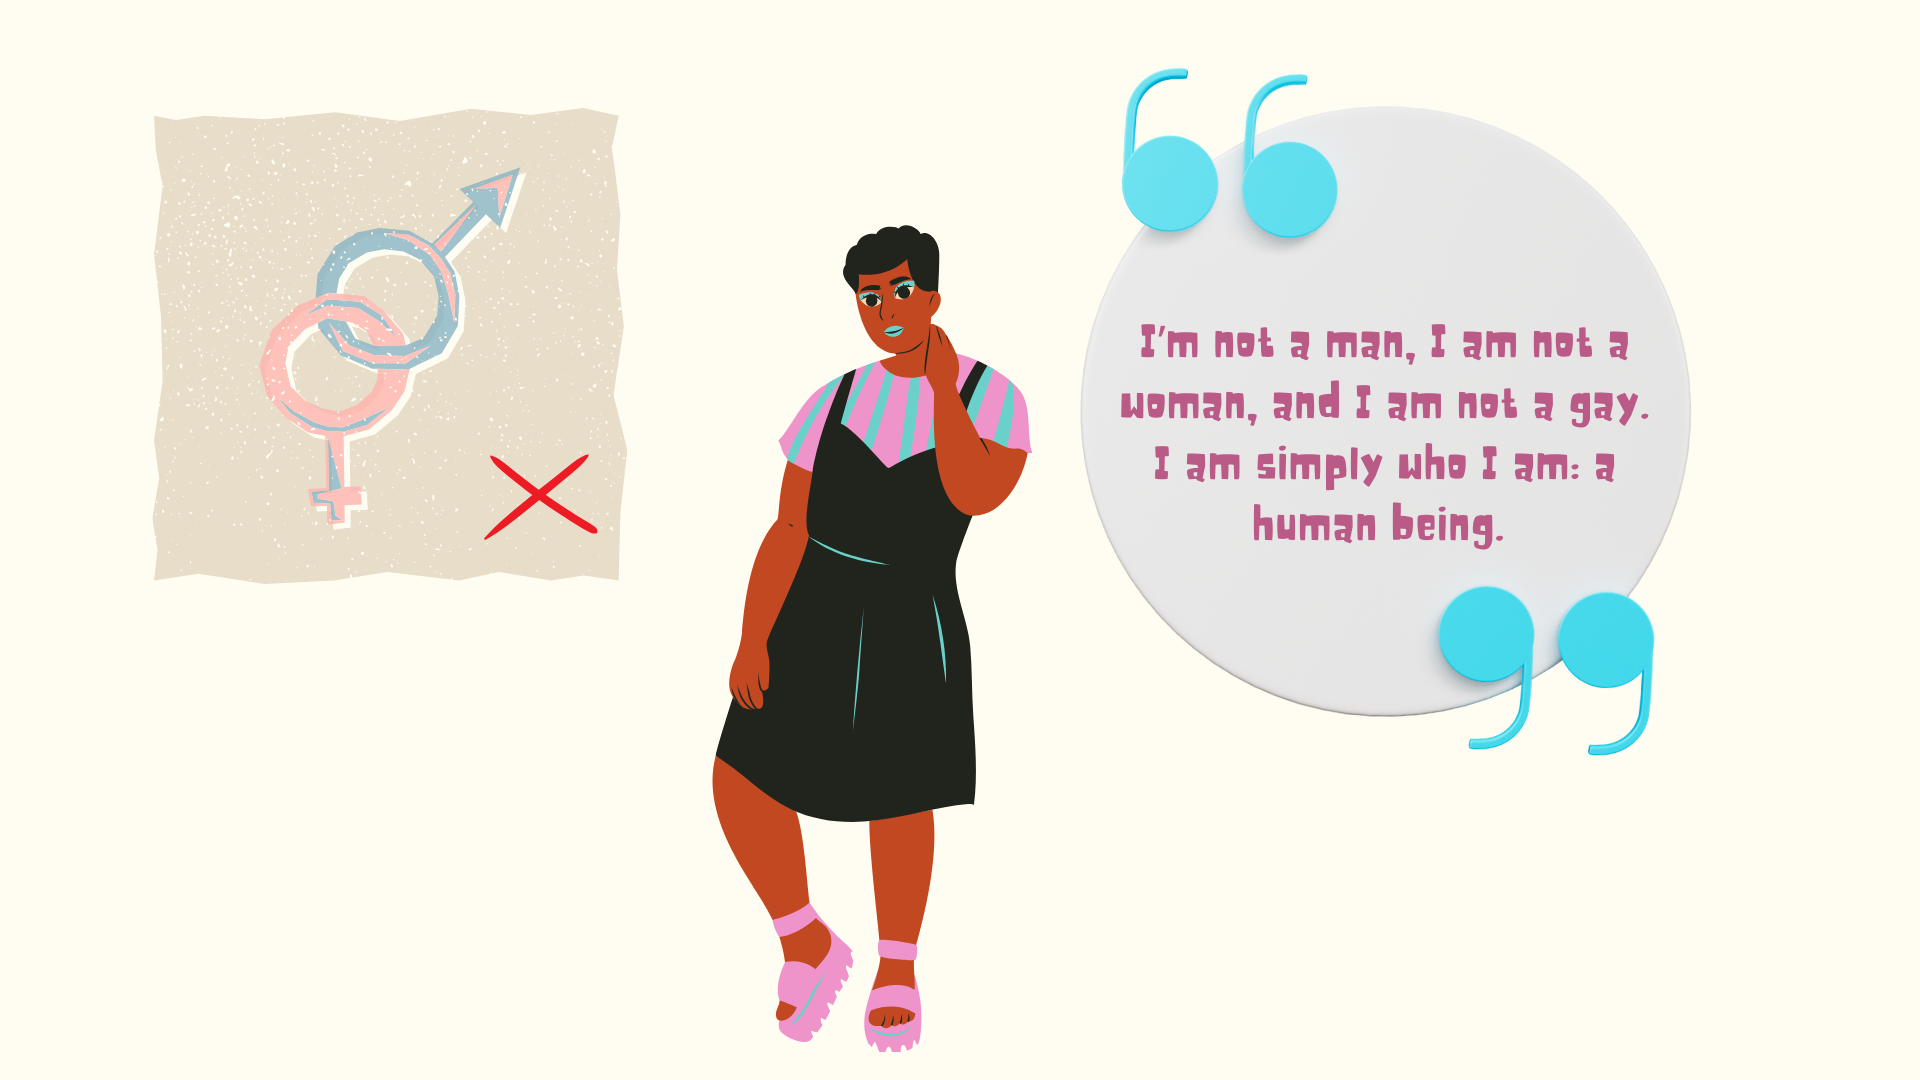 I'm not a man, I am not a
woman, and I am not a gay.
I am simply who I am: a
human being.